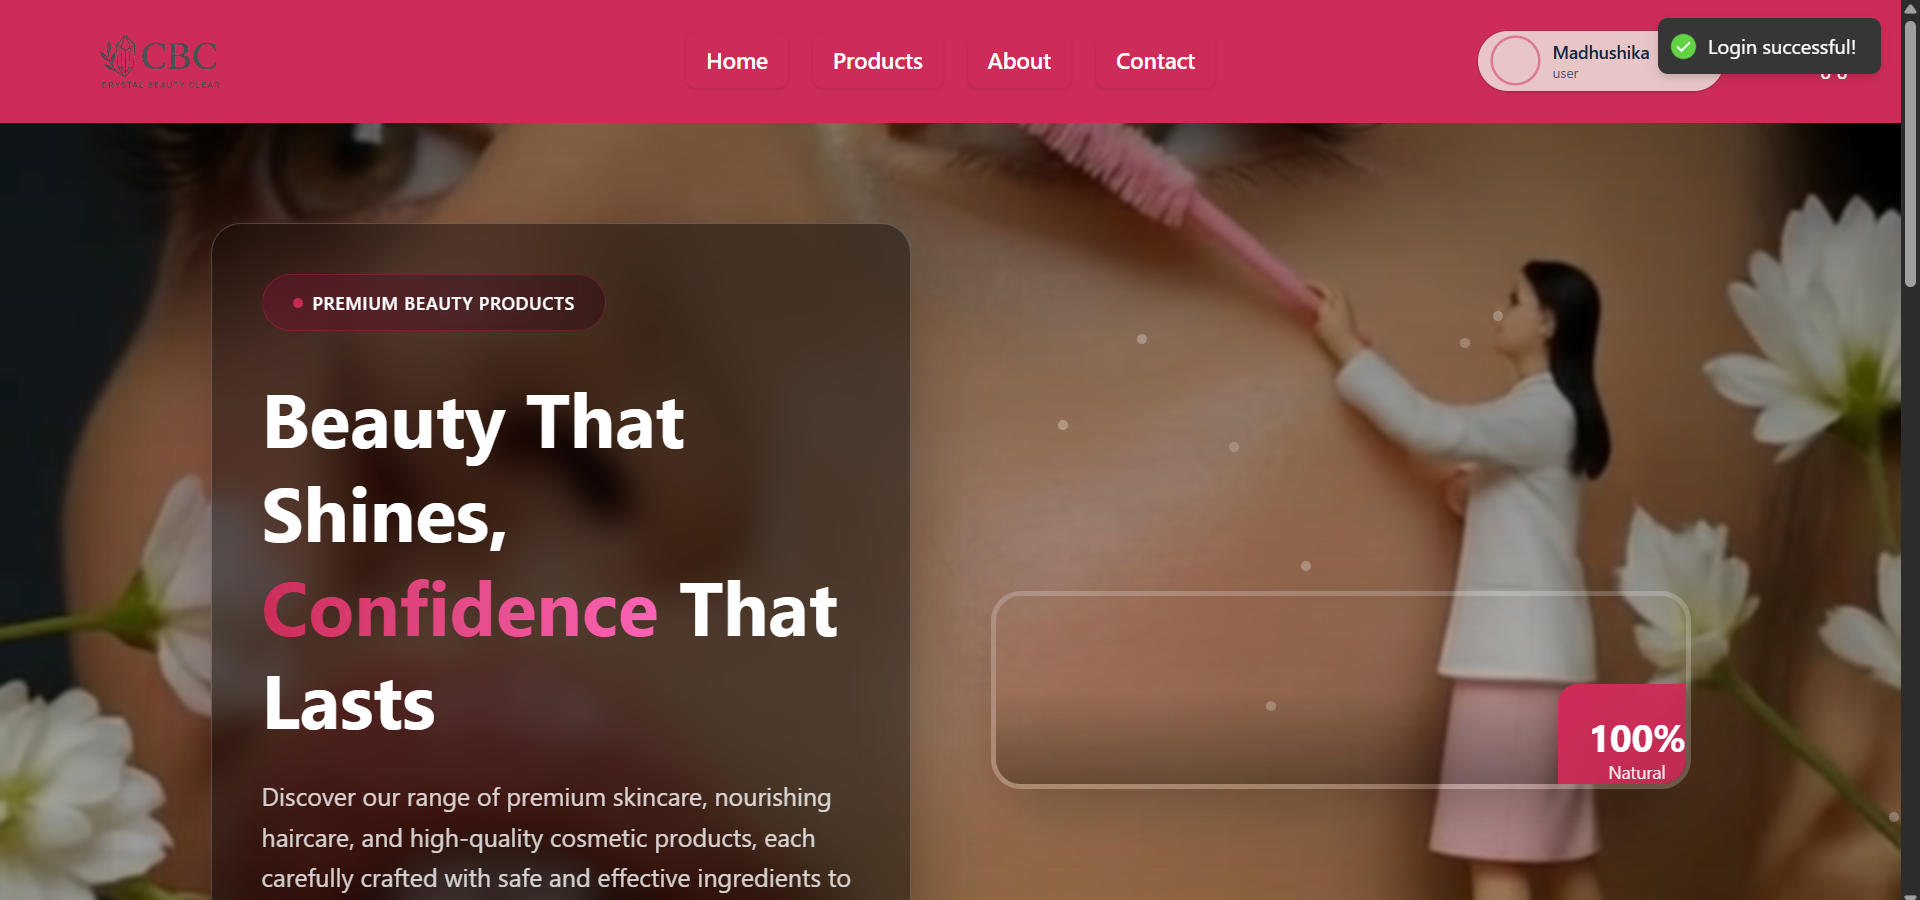 CBC
CRYSTAL BEAUTY CLEAR
Home
Products
About
Contact
Madhushika
user
Login successful!
PREMIUM BEAUTY PRODUCTS
Beauty That
Shines,
Confidence That
Lasts
Discover our range of premium skincare, nourishing
haircare, and high-quality cosmetic products, each
carefully crafted with safe and effective ingredients to
100%
Natural